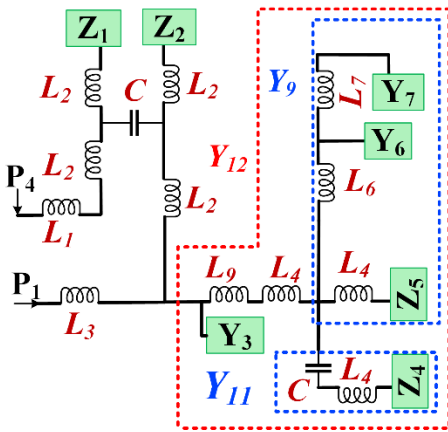 Z1 Z2
L2 C L2
L2 L2
P4
L1
P1
L3
Y12
Y9
L7 Y7
Y6
L6
L9 L4 L4 Z5
Y3
Y11
C L4 Z4